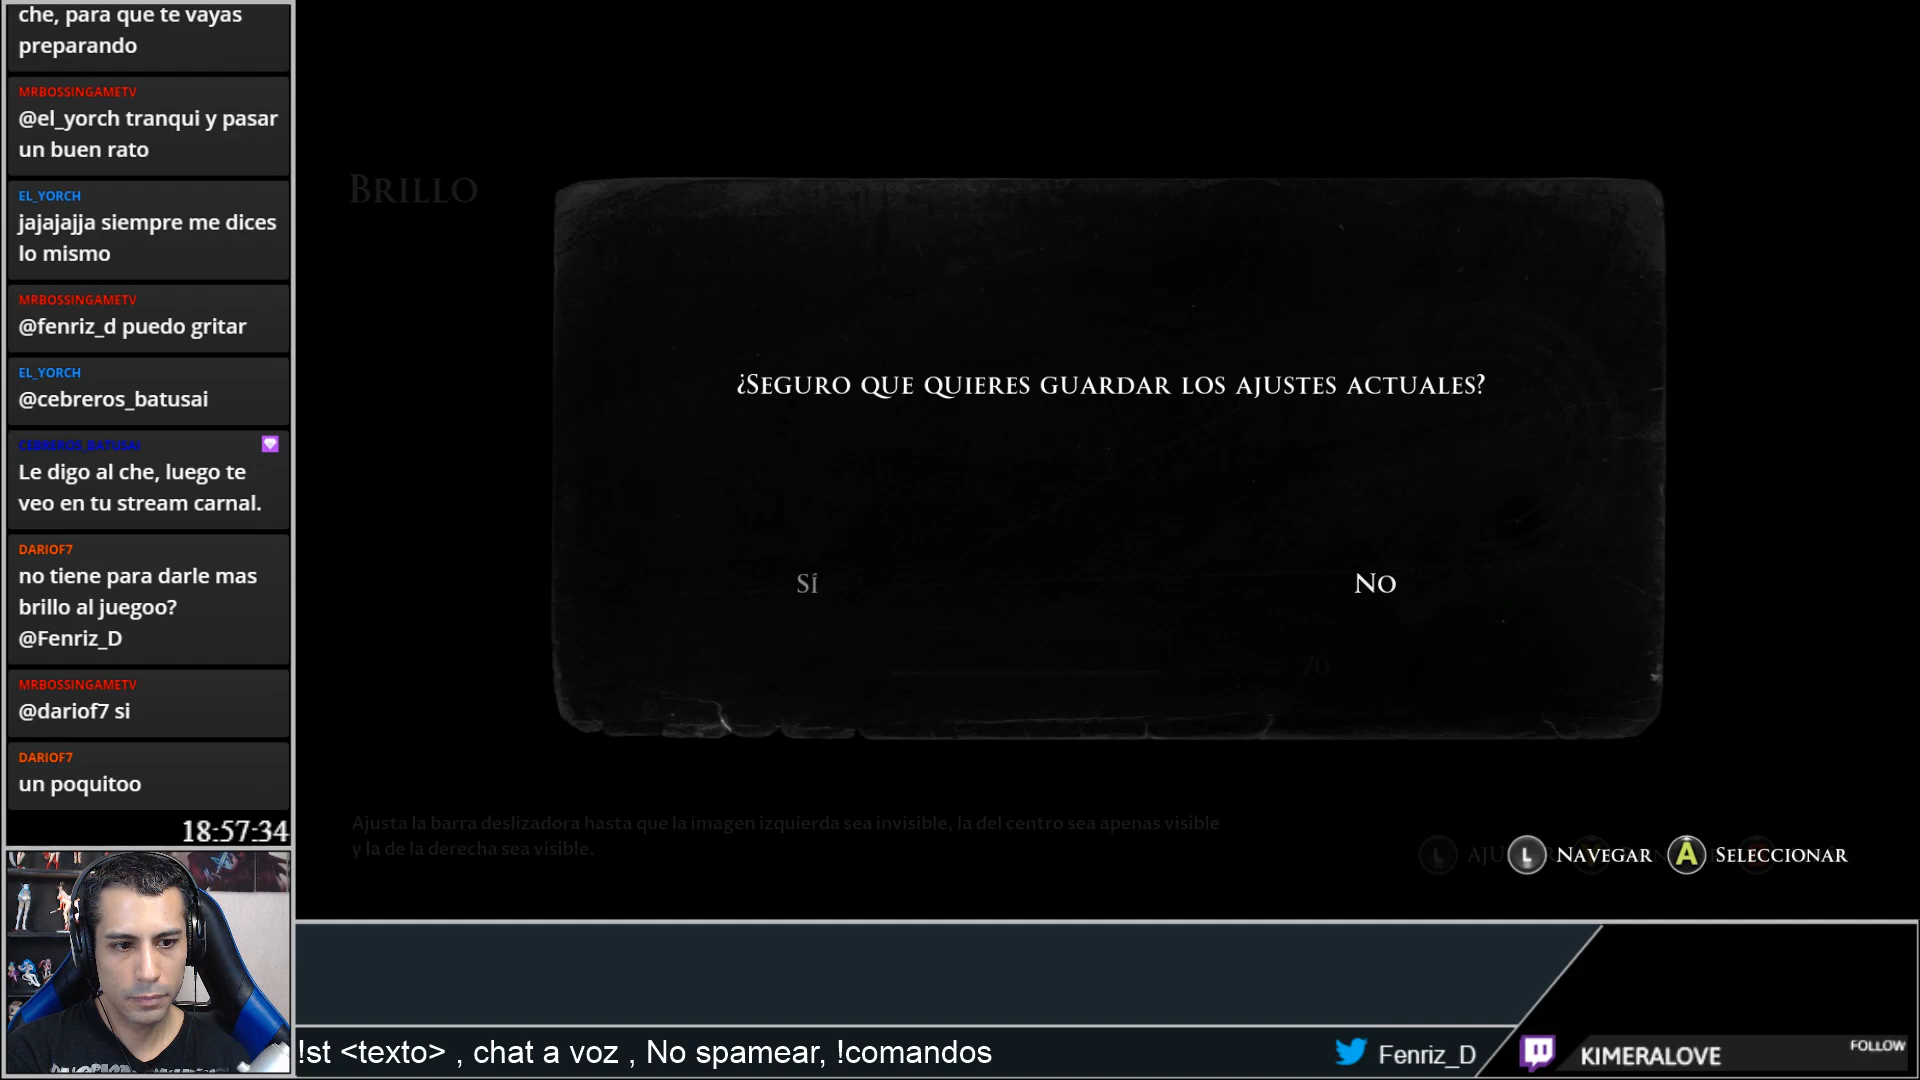 che, para que te vayas
preparando
MRBOSSINGAMETV
@el_yorch tranqui y pasar
un buen rato
EL_YORCH
jajajajja siempre me dices
lo mismo
MRBOSSINGAMETV
@fenriz_d puedo gritar
EL_YORCH
@cebreros_batusai
CEBREROS_BATUSAI
Le digo al che, luego te
veo en tu stream carnal.
DARIOF7
no tiene para darle mas
brillo al juegoo?
@Fenriz_D
MRBOSSINGAMETV
@dariof7 si
DARIOF7
un poquitoo
18:57:34
Brillo
¿Seguro que quieres guardar los ajustes actuales?
Sí
No
70
Ajusta la barra deslizadora hasta que la imagen izquierda sea invisible, la del centro sea apenas visible
y la de la derecha sea visible.
L Navegar A Seleccionar
!st <texto> , chat a voz , No spamear, !comandos
Fenriz_D
KIMERALOVE
FOLLOW